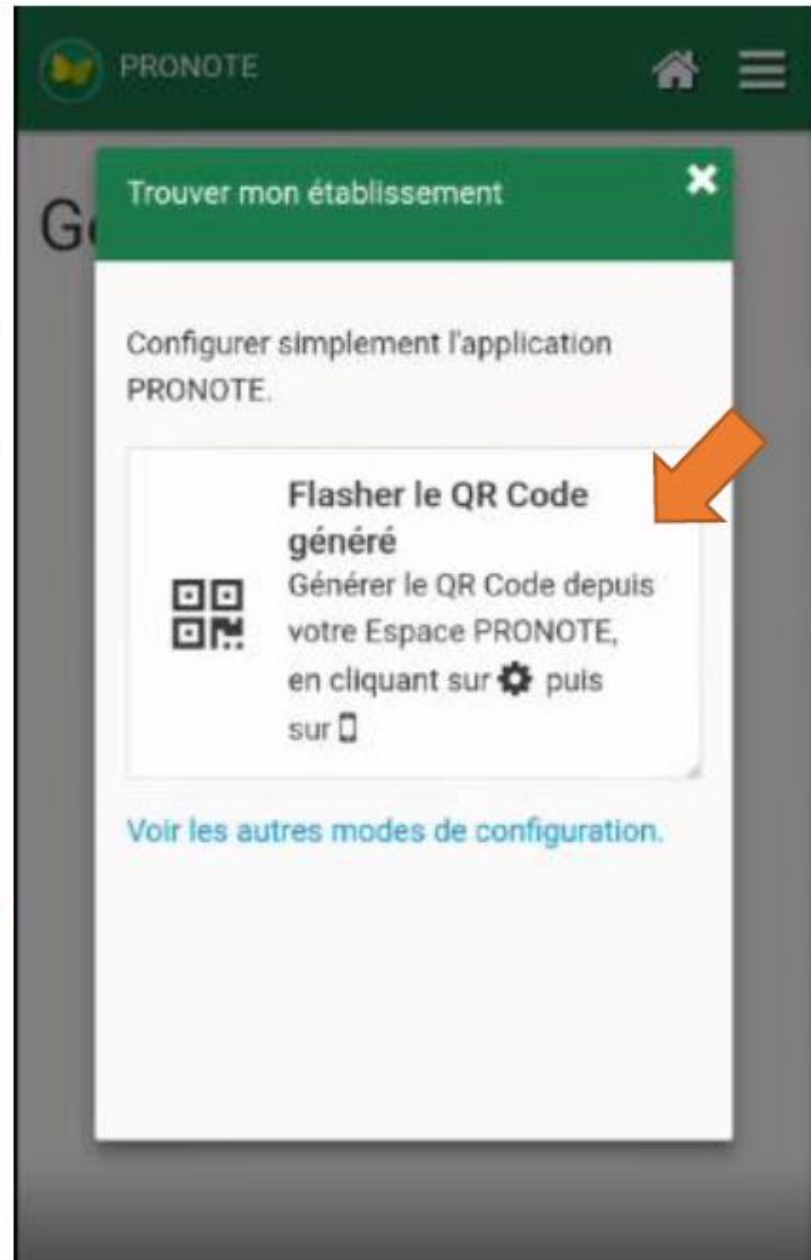 PRONOTE
Trouver mon établissement
Configurer simplement l'application
PRONOTE.
Flasher le QR Code
généré
Générer le QR Code depuis
votre Espace PRONOTE,
en cliquant sur puis
sur
Voir les autres modes de configuration.